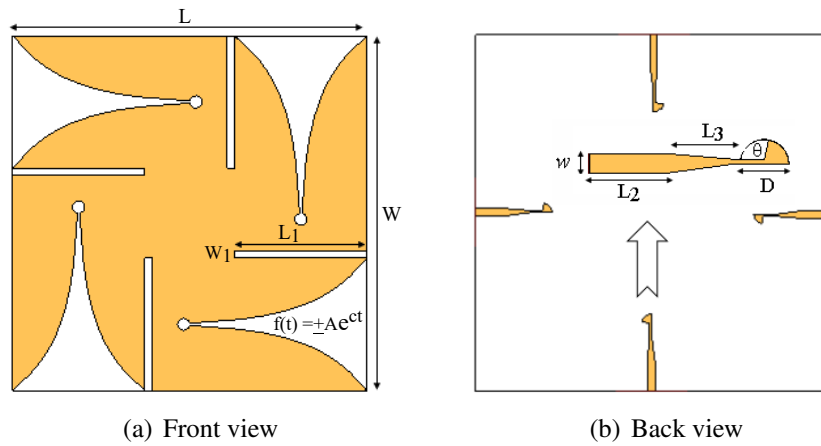 L
W
L1
W1
f(t) =±Ae^ct
(a) Front view
L3
w
θ
L2
D
(b) Back view